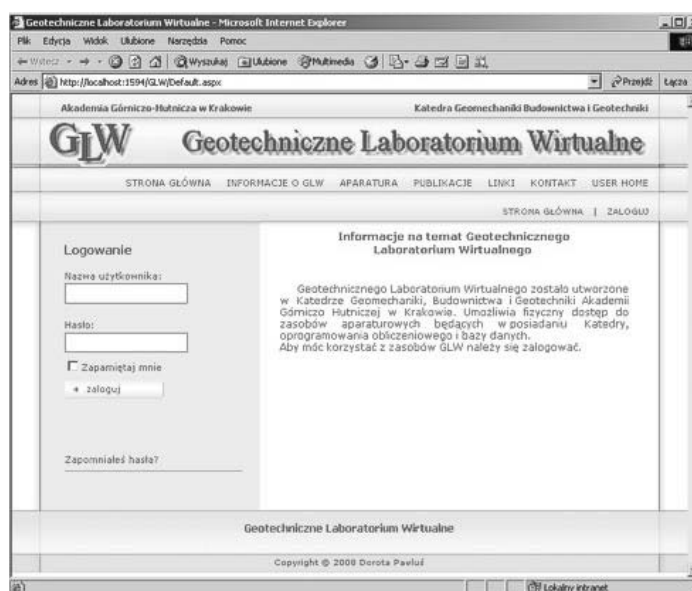 Geotechniczne Laboratorium Wirtualne - Microsoft Internet Explorer
Plik Edycja Widok Ulubione Narzędzia Pomoc
Wstecz Wyszukaj Ulubione Multimedia
Adres http://localhost:1594/GLW/Default.aspx Przejdź Łącza
Akademia Górniczo-Hutnicza w Krakowie Katedra Geomechaniki Budownictwa i Geotechniki
GLW Geotechniczne Laboratorium Wirtualne
STRONA GŁÓWNA INFORMACJE O GLW APARATURA PUBLIKACJE LINKI KONTAKT USER HOME
STRONA GŁÓWNA | ZALOGUJ
Logowanie
Nazwa użytkownika:
Hasło:
Zapamiętaj mnie
zaloguj
Zapomniałeś hasła?
Informacje na temat Geotechnicznego
Laboratorium Wirtualnego
Geotechnicznego Laboratorium Wirtualnego zostało utworzone
w Katedrze Geomechaniki, Budownictwa i Geotechniki Akademii
Górniczo Hutniczej w Krakowie. Umożliwia fizyczny dostęp do
zasobów aparaturowych będących w posiadaniu Katedry,
oprogramowania obliczeniowego i bazy danych.
Aby móc korzystać z zasobów GLW należy się zalogować.
Geotechniczne Laboratorium Wirtualne
Copyright © 2008 Dorota Pawluś
Lokalny intranet